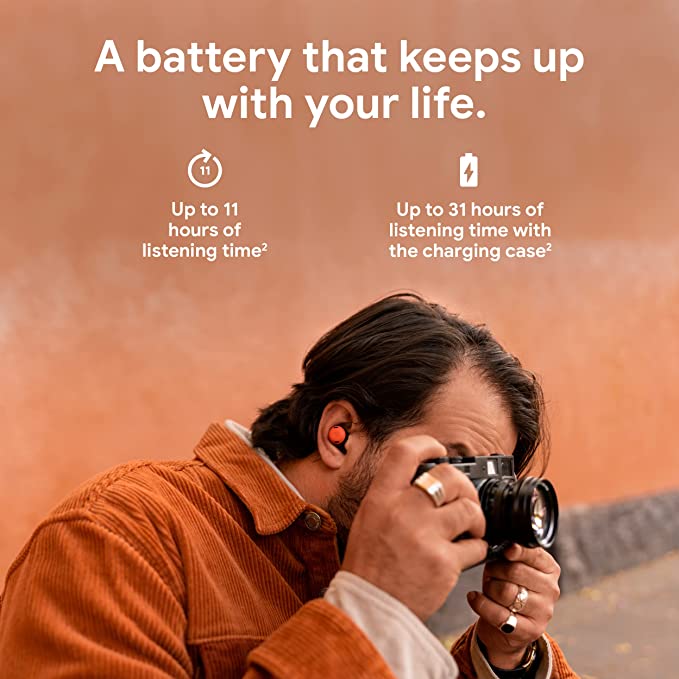 A battery that keeps up
with your life.
11
Up to 11
hours of
listening time²
Up to 31 hours of
listening time with
the charging case²